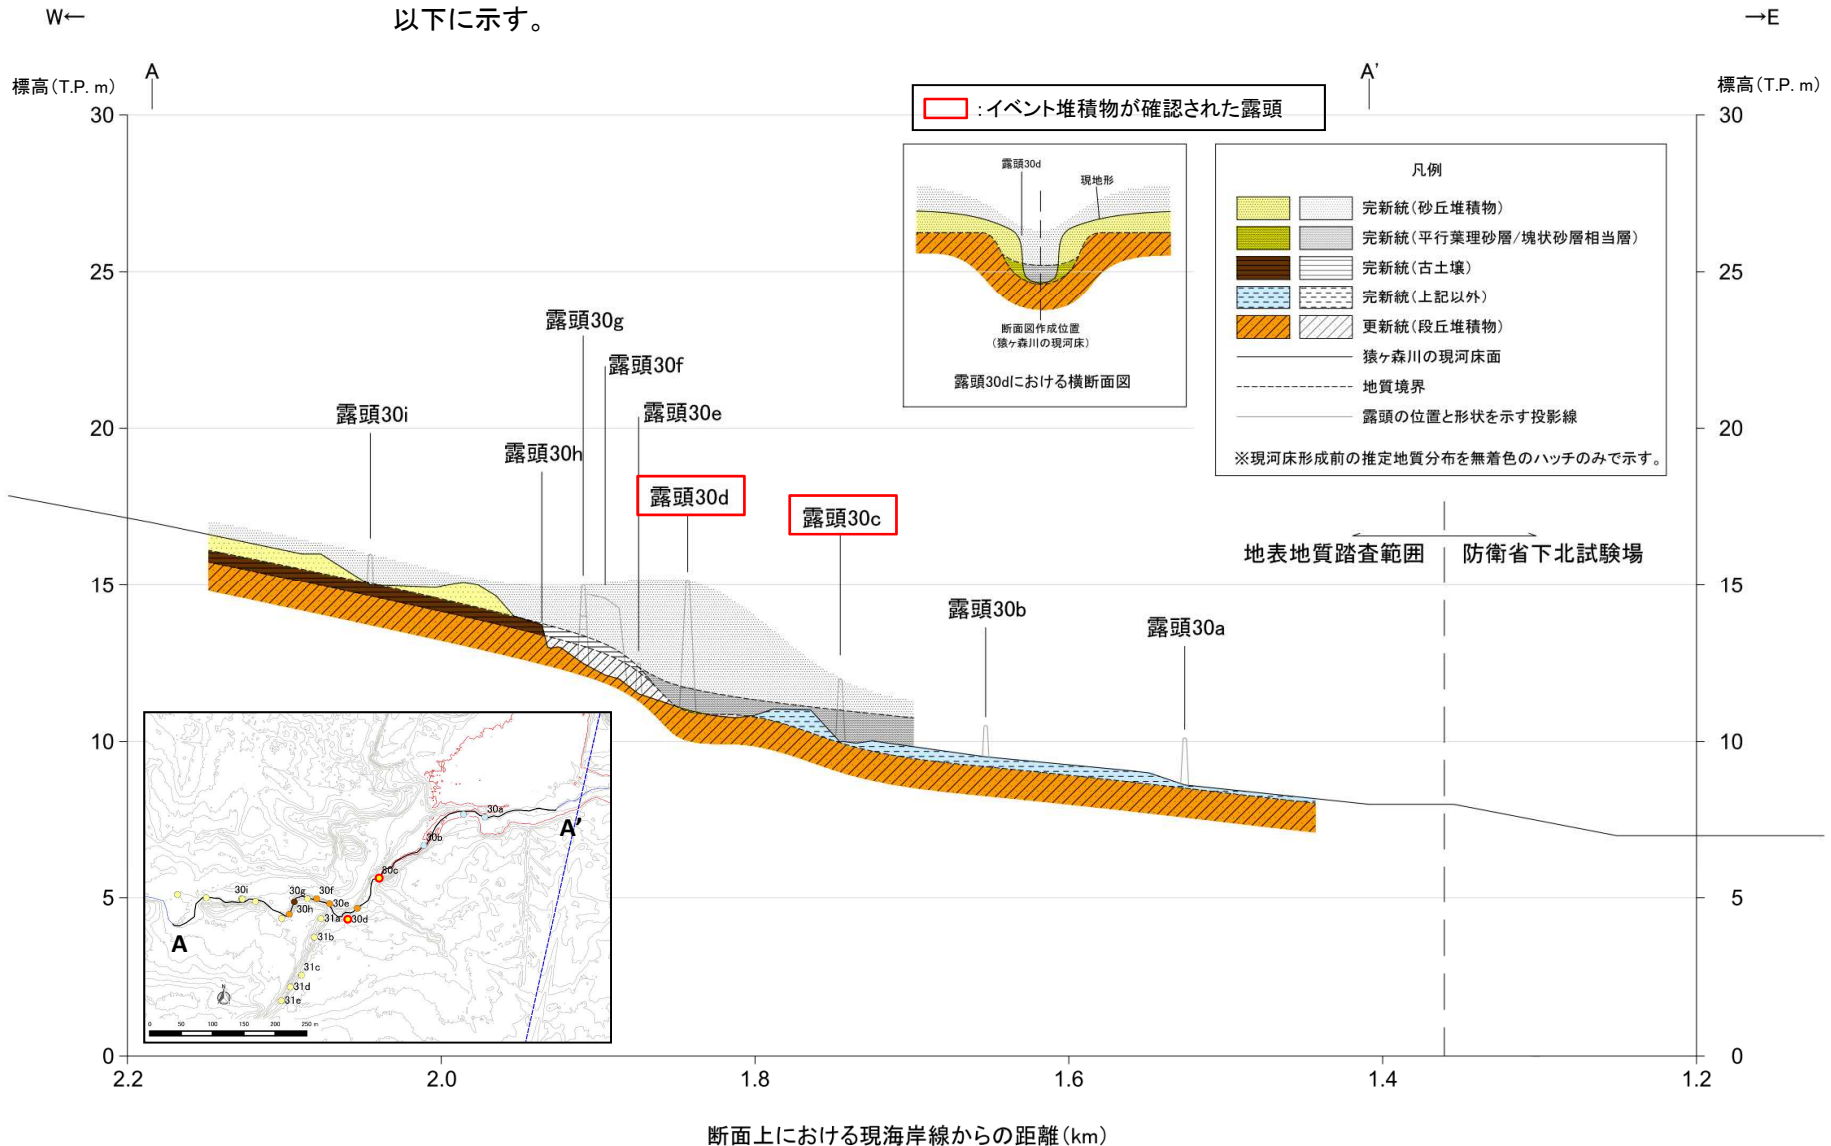 W←
以下に示す。
→E
A
A'
標高(T.P. m)
標高(T.P. m)
：イベント堆積物が確認された露頭
30
25
20
15
10
5
0
30
25
20
15
10
5
0
露頭30d
現地形
断面図作成位置
(猿ヶ森川の現河床)
露頭30dにおける横断面図
凡例
完新統(砂丘堆積物)
完新統(平行葉理砂層/塊状砂層相当層)
完新統(古土壌)
完新統(上記以外)
更新統(段丘堆積物)
猿ヶ森川の現河床面
地質境界
露頭の位置と形状を示す投影線
※現河床形成前の推定地質分布を無着色のハッチのみで示す。
露頭30g
露頭30f
露頭30i
露頭30e
露頭30h
露頭30d
露頭30c
露頭30b
露頭30a
地表地質踏査範囲
防衛省下北試験場
30a
A'
30b
30c
30i
30g
30f
30e
30h
31a
30d
A
31b
31c
31d
31e
N
0 50 100 150 200 250 m
2.2
2.0
1.8
1.6
1.4
1.2
断面上における現海岸線からの距離(km)